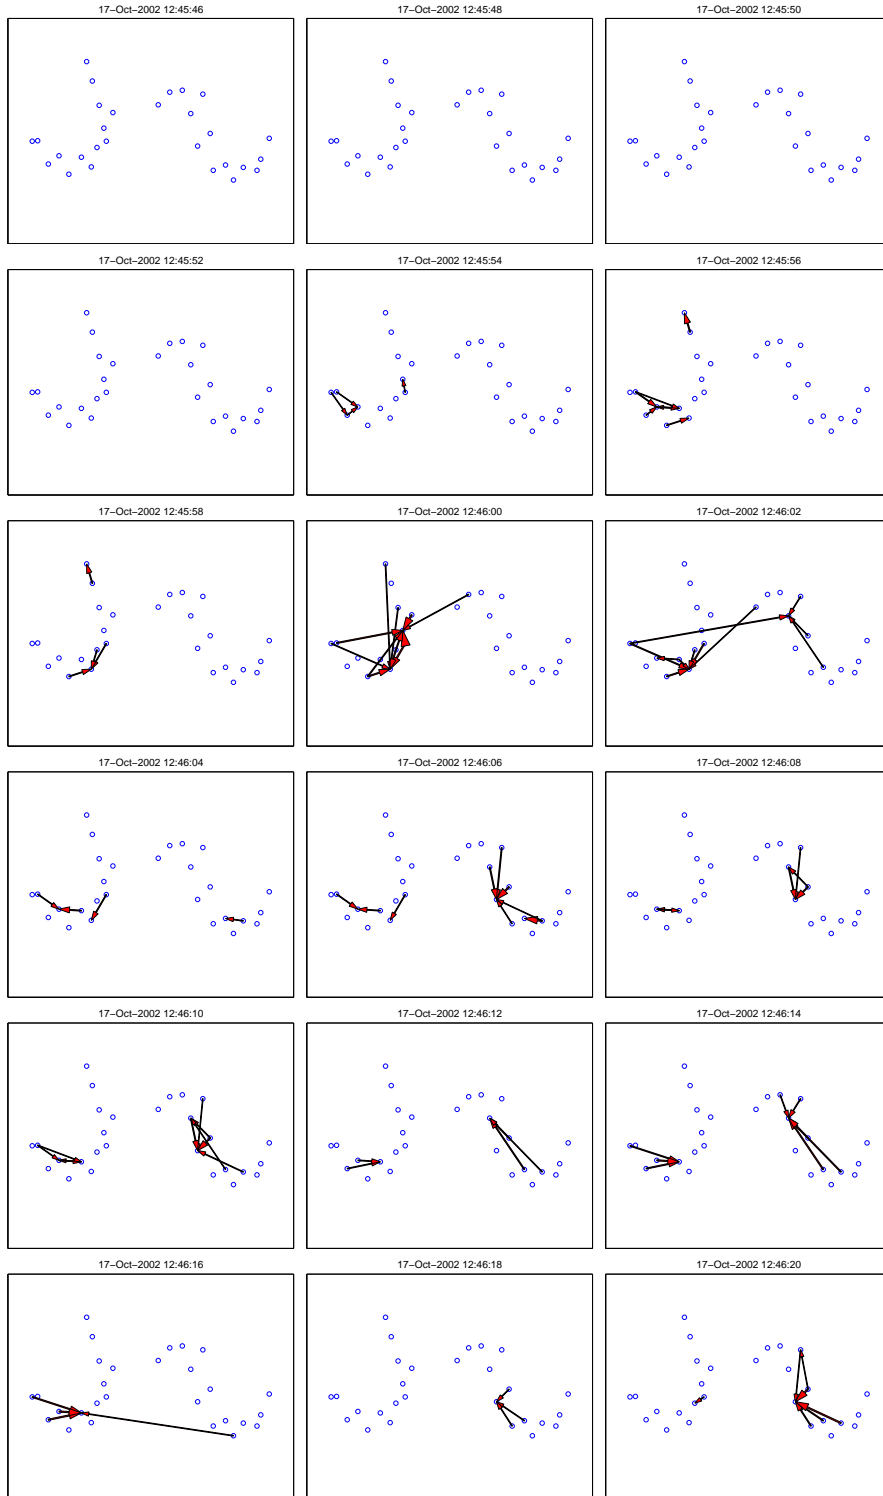 17−Oct−2002 12:45:46
17−Oct−2002 12:45:48
17−Oct−2002 12:45:50
17−Oct−2002 12:45:52
17−Oct−2002 12:45:54
17−Oct−2002 12:45:56
17−Oct−2002 12:45:58
17−Oct−2002 12:46:00
17−Oct−2002 12:46:02
17−Oct−2002 12:46:04
17−Oct−2002 12:46:06
17−Oct−2002 12:46:08
17−Oct−2002 12:46:10
17−Oct−2002 12:46:12
17−Oct−2002 12:46:14
17−Oct−2002 12:46:16
17−Oct−2002 12:46:18
17−Oct−2002 12:46:20